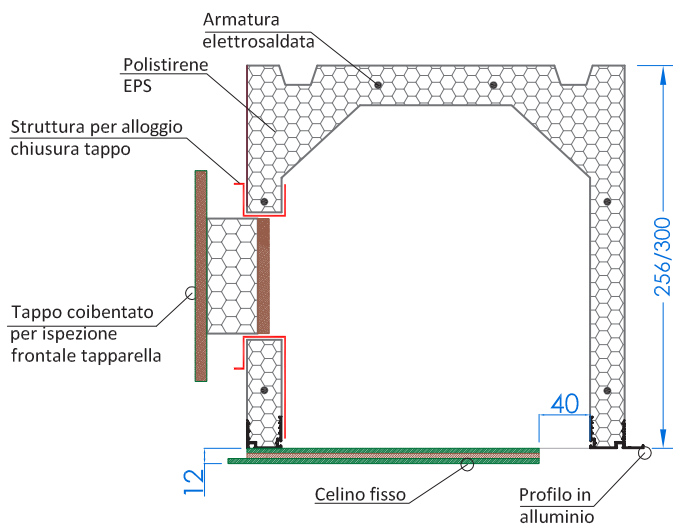 Armatura
elettrosaldata
Polistirene
EPS
Struttura per alloggio
chiusura tappo
256/300
Tappo coibentato
per ispezione
frontale tapparella
40
12
Celino fisso
Profilo in
alluminio